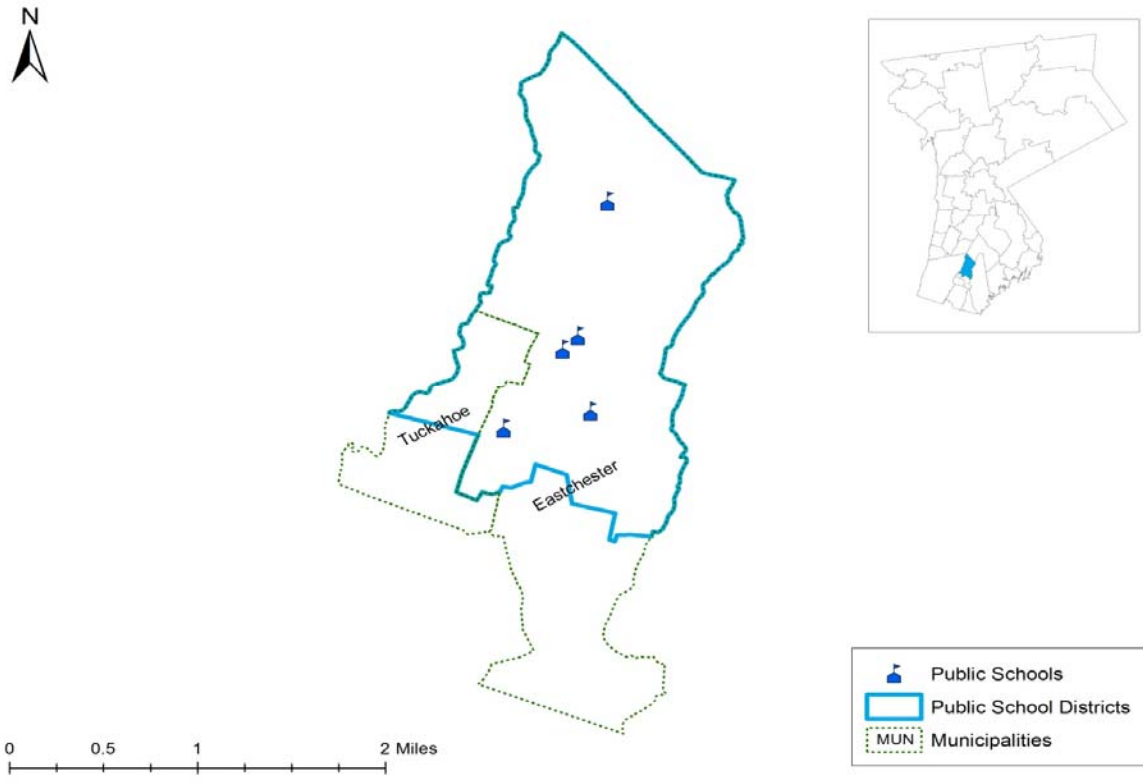 N
Tuckahoe
Eastchester
Public Schools
Public School Districts
MUN Municipalities
0 0.5 1 2 Miles